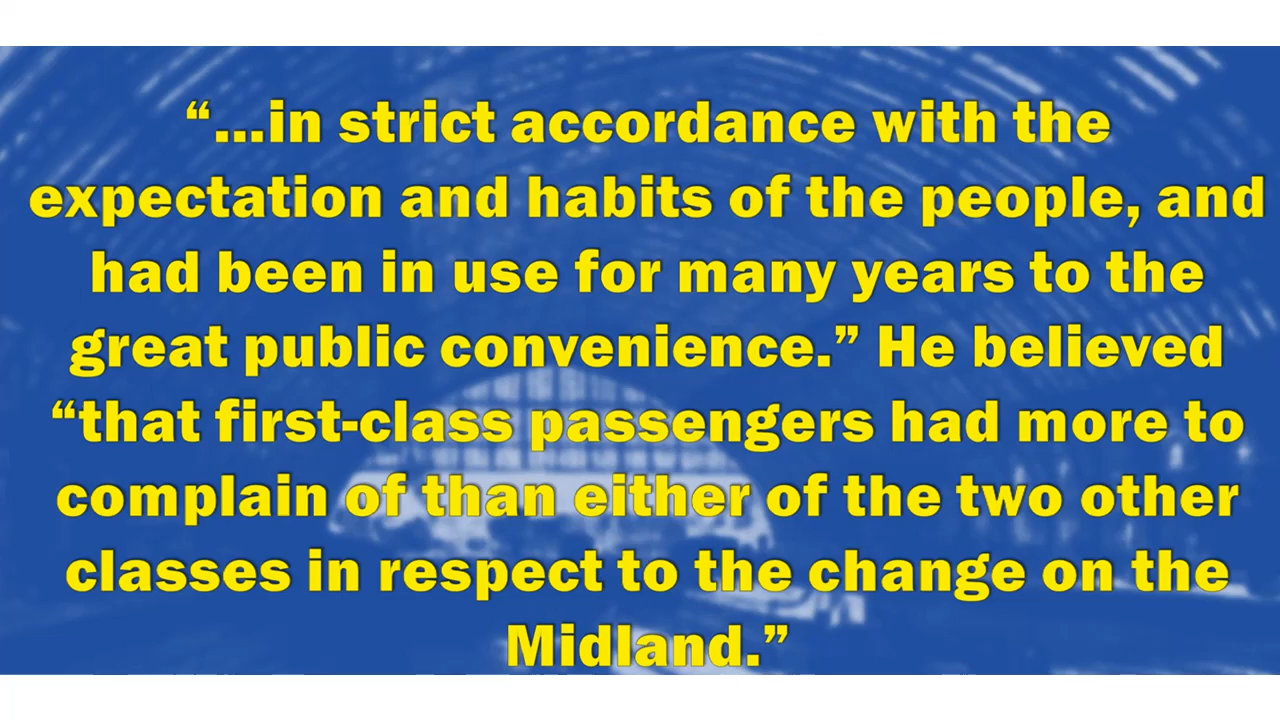 “...in strict accordance with the
expectation and habits of the people, and
had been in use for many years to the
great public convenience.” He believed
“that first-class passengers had more to
complain of than either of the two other
classes in respect to the change on the
Midland.”